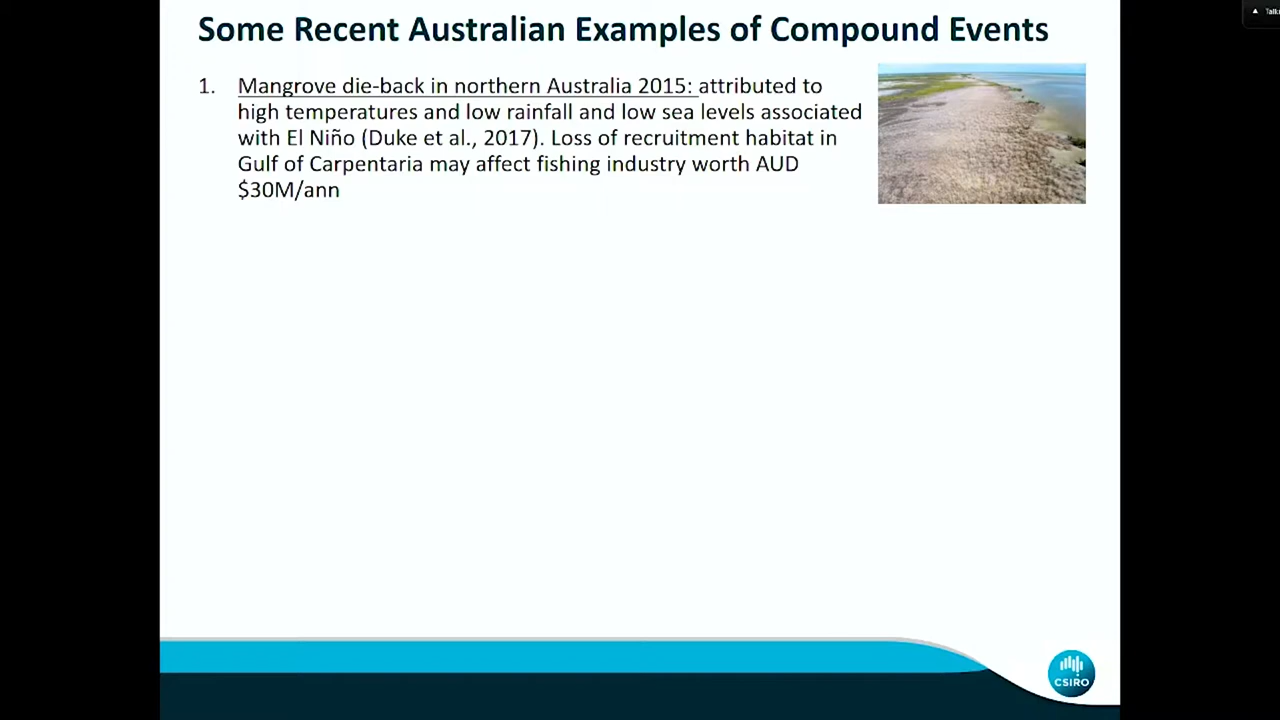 Some Recent Australian Examples of Compound Events
1. Mangrove die-back in northern Australia 2015: attributed to
high temperatures and low rainfall and low sea levels associated
with El Niño (Duke et al., 2017). Loss of recruitment habitat in
Gulf of Carpentaria may affect fishing industry worth AUD
$30M/ann
CSIRO